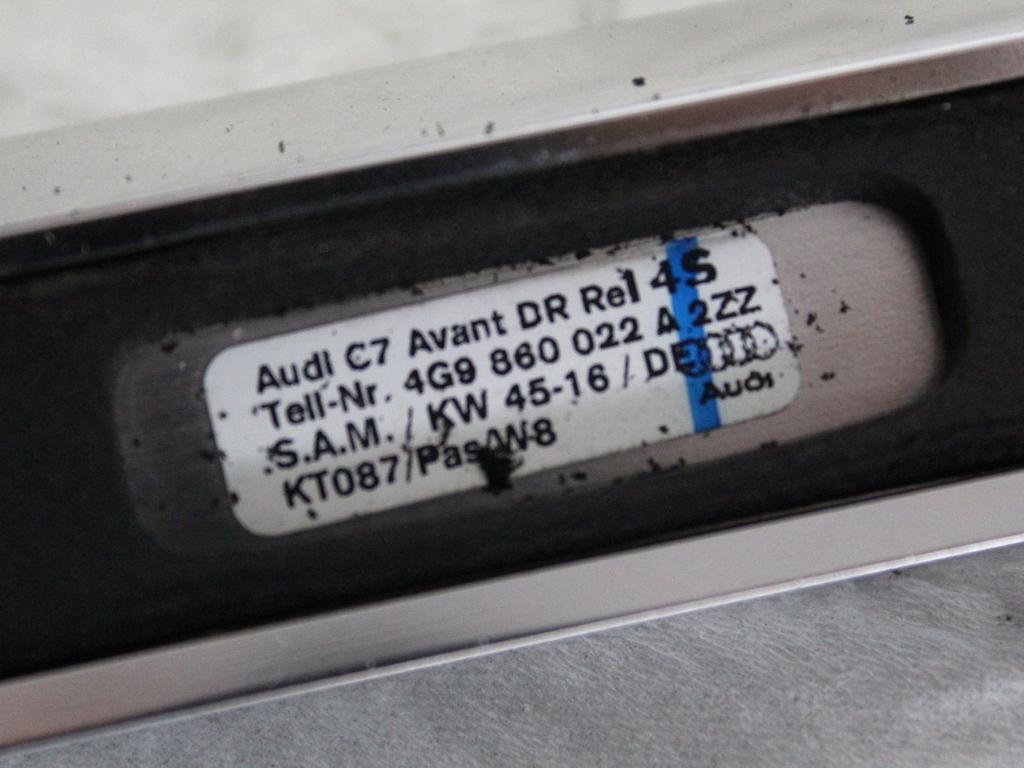 Audi C7 Avant DR Rel 4S
Teil-Nr. 4G9 860 022 A 2ZZ
S.A.M. / KW 45-16 / DE
Audi
KT087/Pas/W8